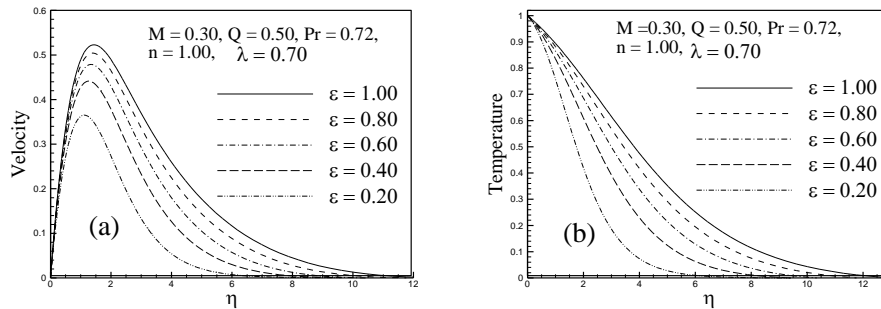 M = 0.30, Q = 0.50, Pr = 0.72,
n = 1.00, λ = 0.70
ε = 1.00
ε = 0.80
ε = 0.60
ε = 0.40
ε = 0.20
(a)
Velocity
0.6
0.5
0.4
0.3
0.2
0.1
0
0 2 4 6 8 10 12
η
M =0.30, Q = 0.50, Pr = 0.72,
n = 1.00, λ = 0.70
ε = 1.00
ε = 0.80
ε = 0.60
ε = 0.40
ε = 0.20
(b)
Temperature
1
0.9
0.8
0.7
0.6
0.5
0.4
0.3
0.2
0.1
0
0 2 4 6 8 10 12
η